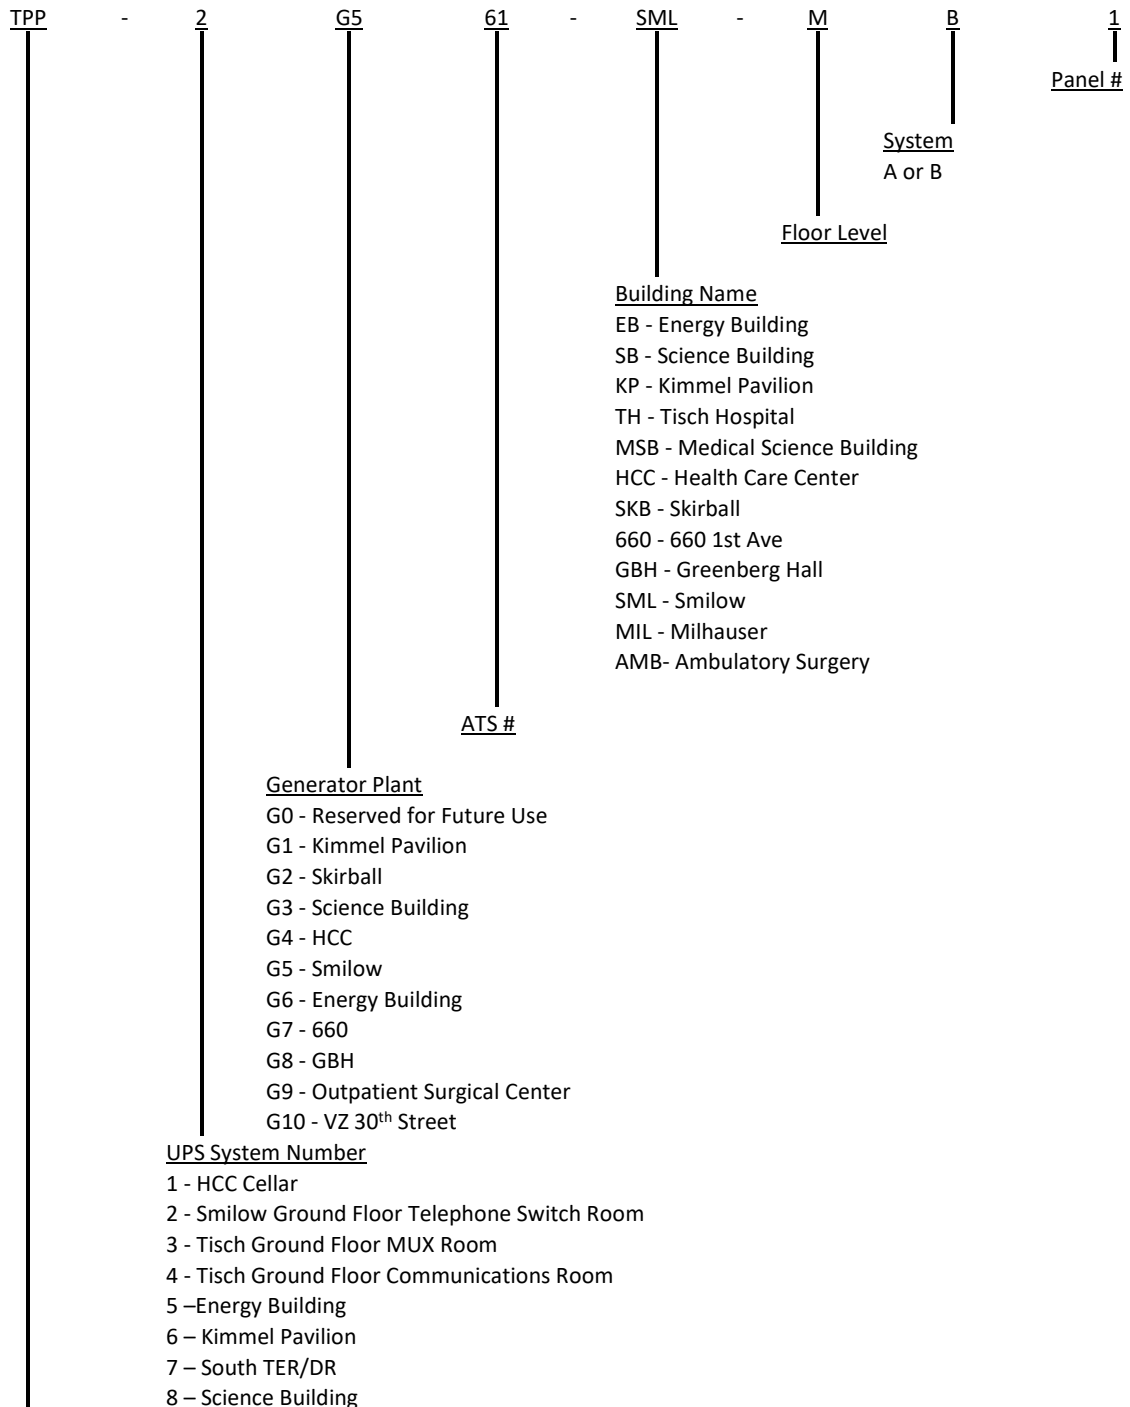 TPP - 2 G5 61 - SML - M B 1
Panel #
System
A or B
Floor Level
Building Name
EB - Energy Building
SB - Science Building
KP - Kimmel Pavilion
TH - Tisch Hospital
MSB - Medical Science Building
HCC - Health Care Center
SKB - Skirball
660 - 660 1st Ave
GBH - Greenberg Hall
SML - Smilow
MIL - Milhauser
AMB- Ambulatory Surgery
ATS #
Generator Plant
G0 - Reserved for Future Use
G1 - Kimmel Pavilion
G2 - Skirball
G3 - Science Building
G4 - HCC
G5 - Smilow
G6 - Energy Building
G7 - 660
G8 - GBH
G9 - Outpatient Surgical Center
G10 - VZ 30th Street
UPS System Number
1 - HCC Cellar
2 - Smilow Ground Floor Telephone Switch Room
3 - Tisch Ground Floor MUX Room
4 - Tisch Ground Floor Communications Room
5 –Energy Building
6 – Kimmel Pavilion
7 – South TER/DR
8 – Science Building